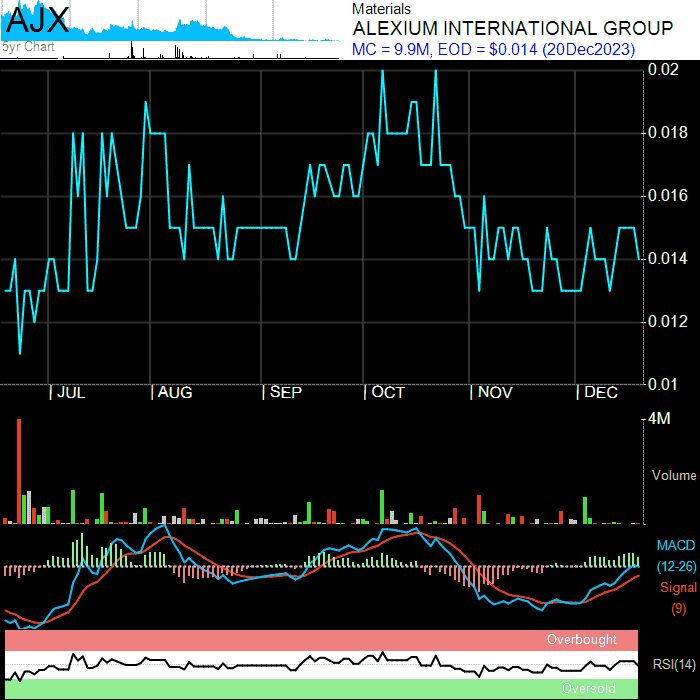 AJX
5yr Chart
Materials
ALEXIUM INTERNATIONAL GROUP
MC = 9.9M, EOD = $0.014 (20Dec2023)
0.02
0.018
0.016
0.014
0.012
0.01
| JUL | AUG | SEP | OCT | NOV | DEC
4M
Volume
MACD
(12-26)
Signal
(9)
Overbought
RSI(14)
Oversold